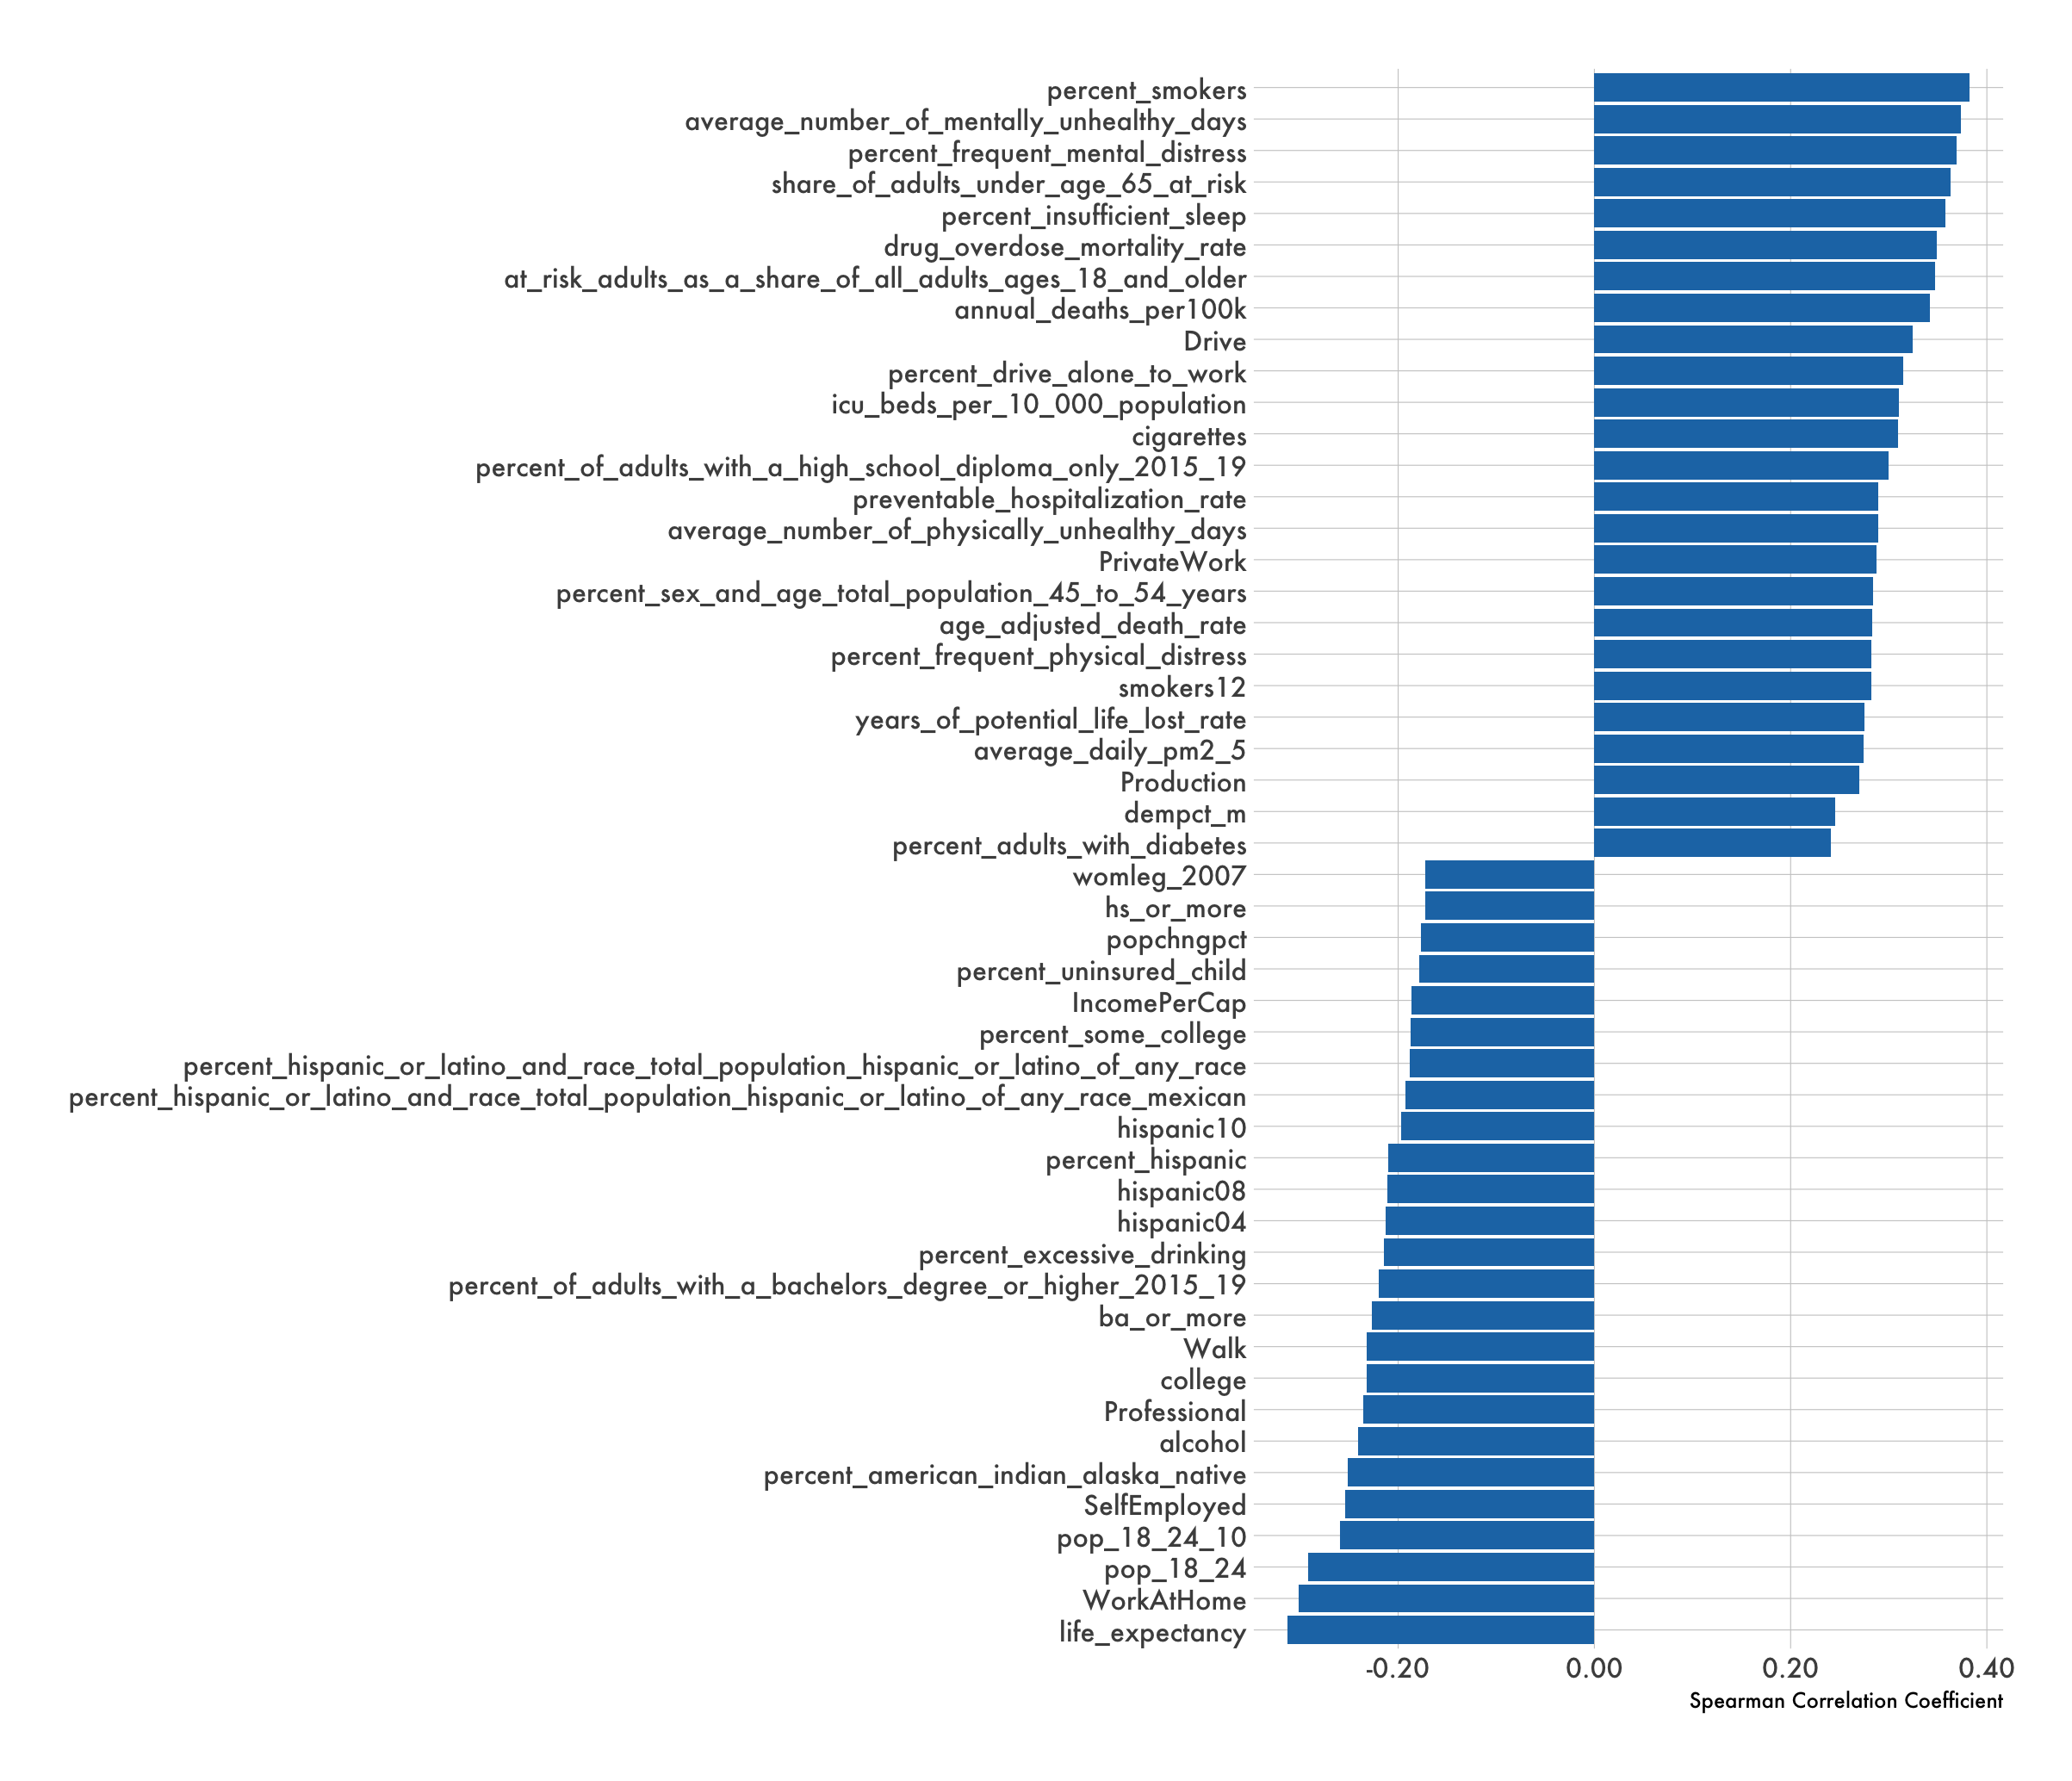 percent_smokers
average_number_of_mentally_unhealthy_days
percent_frequent_mental_distress
share_of_adults_under_age_65_at_risk
percent_insufficient_sleep
drug_overdose_mortality_rate
at_risk_adults_as_a_share_of_all_adults_ages_18_and_older
annual_deaths_per100k
Drive
percent_drive_alone_to_work
icu_beds_per_10_000_population
cigarettes
percent_of_adults_with_a_high_school_diploma_only_2015_19
preventable_hospitalization_rate
average_number_of_physically_unhealthy_days
PrivateWork
percent_sex_and_age_total_population_45_to_54_years
age_adjusted_death_rate
percent_frequent_physical_distress
smokers12
years_of_potential_life_lost_rate
average_daily_pm2_5
Production
dempct_m
percent_adults_with_diabetes
womleg_2007
hs_or_more
popchngpct
percent_uninsured_child
IncomePerCap
percent_some_college
percent_hispanic_or_latino_and_race_total_population_hispanic_or_latino_of_any_race
percent_hispanic_or_latino_and_race_total_population_hispanic_or_latino_of_any_race_mexican
hispanic10
percent_hispanic
hispanic08
hispanic04
percent_excessive_drinking
percent_of_adults_with_a_bachelors_degree_or_higher_2015_19
ba_or_more
Walk
college
Professional
alcohol
percent_american_indian_alaska_native
SelfEmployed
pop_18_24_10
pop_18_24
WorkAtHome
life_expectancy
-0.20 0.00 0.20 0.40
Spearman Correlation Coefficient